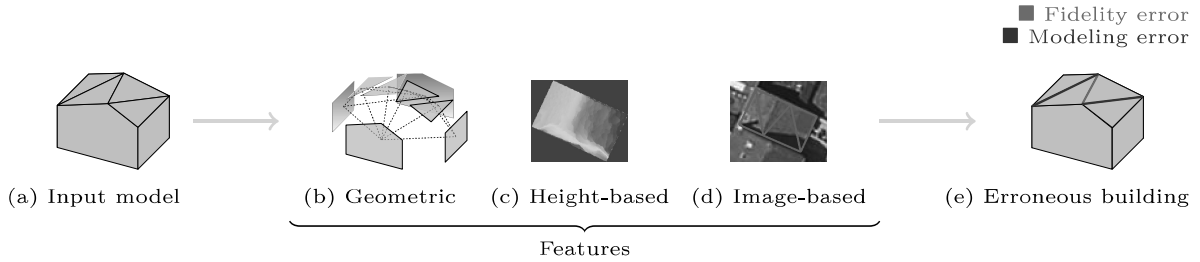 Fidelity error
Modeling error
(a) Input model
(b) Geometric
(c) Height-based
(d) Image-based
(e) Erroneous building
Features